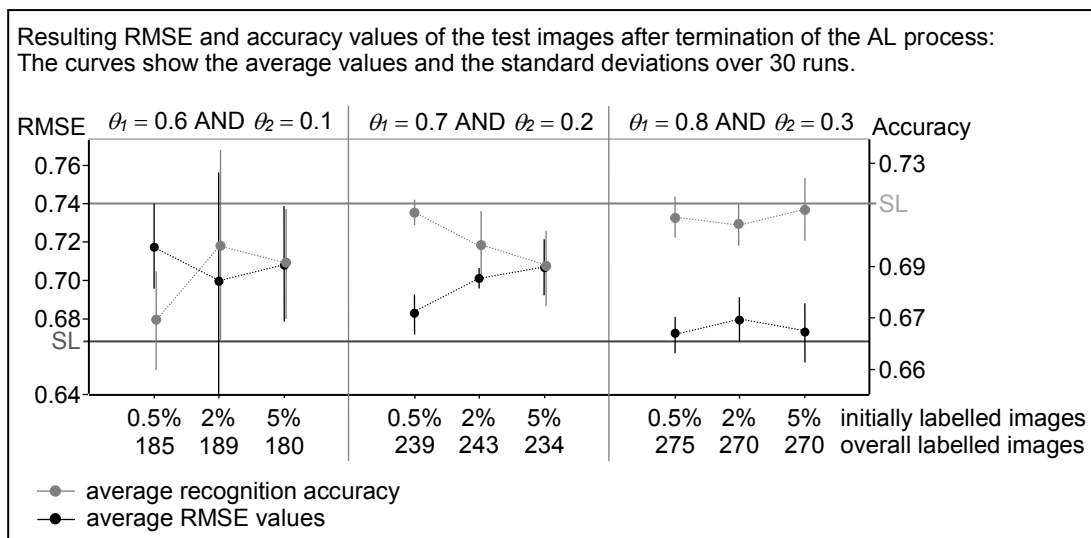 Resulting RMSE and accuracy values of the test images after termination of the AL process:
The curves show the average values and the standard deviations over 30 runs.
RMSE θ1 = 0.6 AND θ2 = 0.1 θ1 = 0.7 AND θ2 = 0.2 θ1 = 0.8 AND θ2 = 0.3 Accuracy
0.76 0.73
0.74 SL
0.72
0.70 0.69
0.68 0.67
SL
0.66
0.64
0.5% 2% 5% 0.5% 2% 5% 0.5% 2% 5% initially labelled images
185 189 180 239 243 234 275 270 270 overall labelled images
average recognition accuracy
average RMSE values